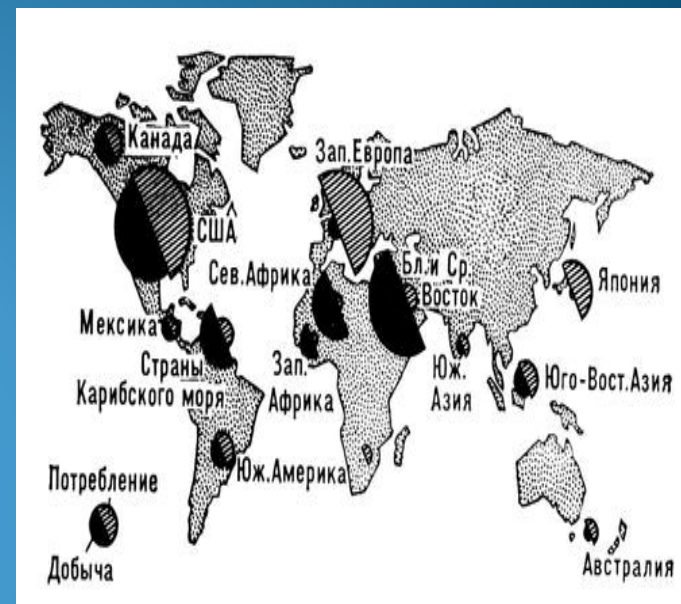 Канада
Зап.Европа
США
Сев.Африка
Бл.и Ср.
Восток
Япония
Мексика
Страны
Карибского моря
Зап.
Африка
Юж.
Азия
Юго-Вост.Азия
Юж.Америка
Потребление
Добыча
Австралия